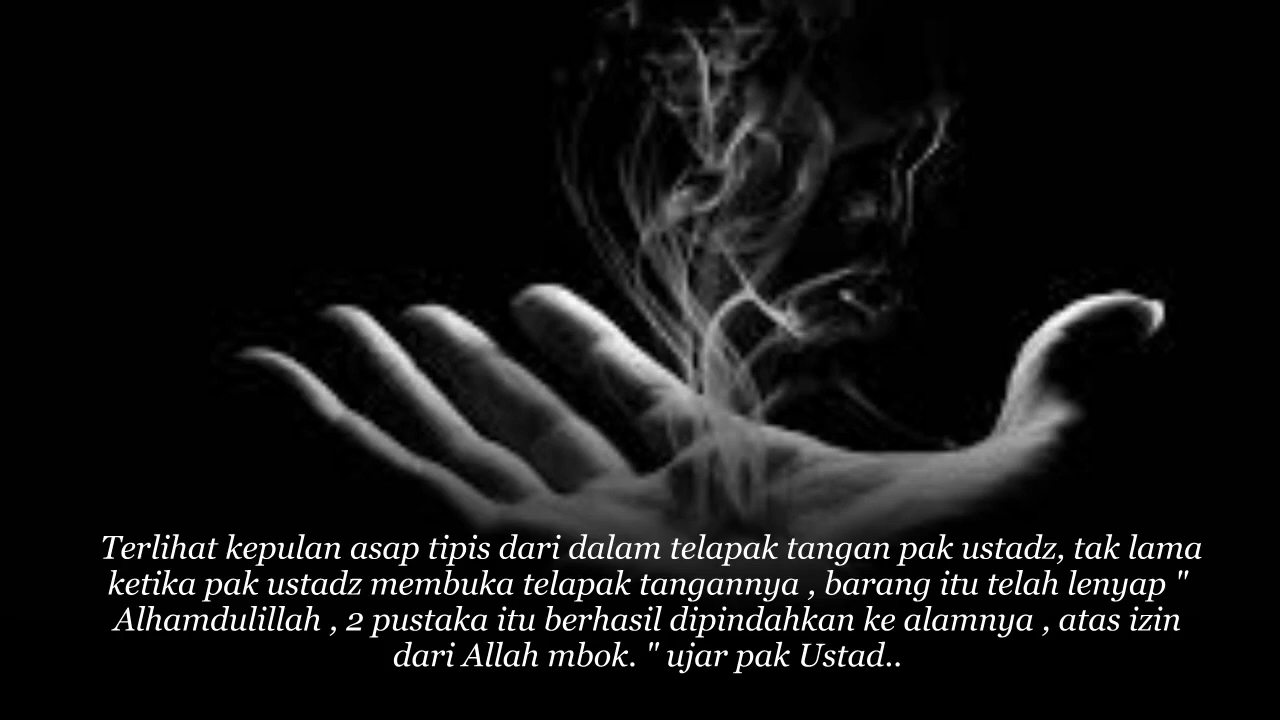 Terlihat kepulan asap tipis dari dalam telapak tangan pak ustadz, tak lama
ketika pak ustadz membuka telapak tangannya , barang itu telah lenyap "
Alhamdulillah , 2 pustaka itu berhasil dipindahkan ke alamnya , atas izin
dari Allah mbok. " ujar pak Ustad..